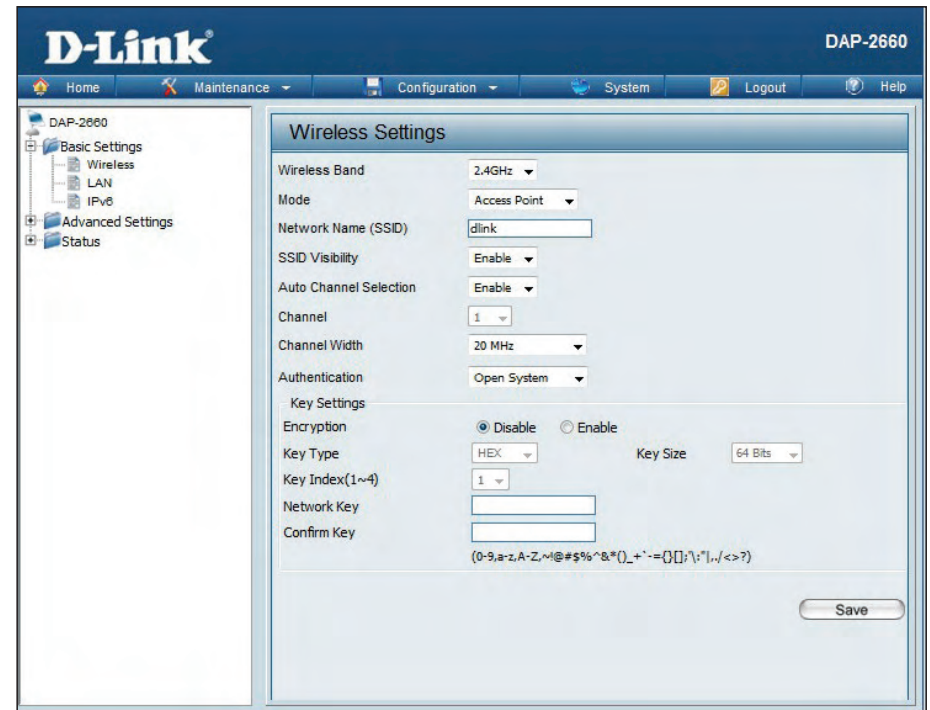 D-Link®
DAP-2660
Home Maintenance Configuration System Logout Help
DAP-2660
Basic Settings
Wireless
LAN
IPv6
Advanced Settings
Status
Wireless Settings
Wireless Band 2.4GHz
Mode Access Point
Network Name (SSID) dlink
SSID Visibility Enable
Auto Channel Selection Enable
Channel 1
Channel Width 20 MHz
Authentication Open System
Key Settings
Encryption Disable Enable
Key Type HEX Key Size 64 Bits
Key Index(1~4) 1
Network Key
Confirm Key
(0-9,a-z,A-Z,~!@#$%^&*()_+`-={}[];'\:"|,./<>?)
Save